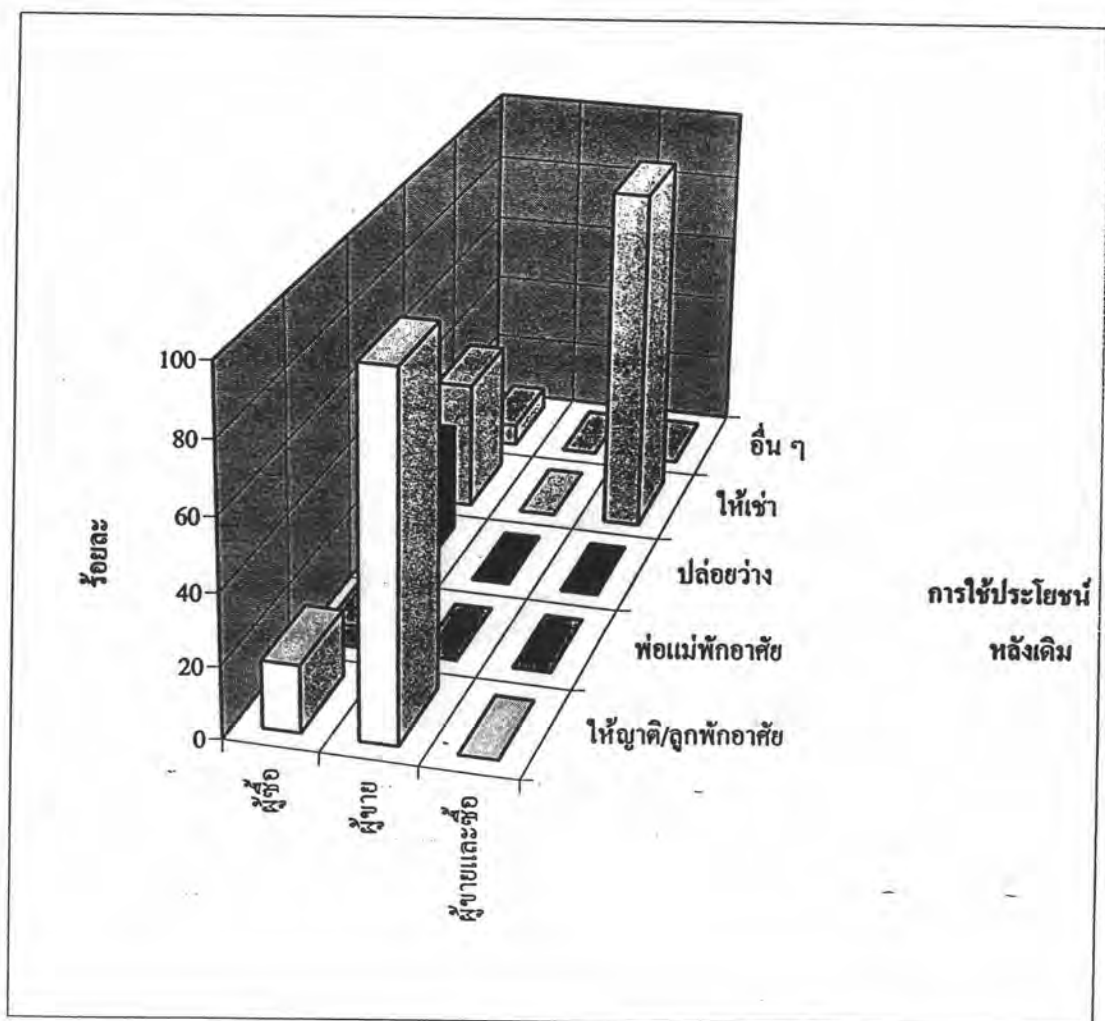 100
80
60
40
20
0
ร้อยละ
ผู้ซื้อ
ผู้ขาย
ผู้ขายและซื้อ
อื่น ๆ
ให้เช่า
ปล่อยว่าง
พ่อแม่พักอาศัย
ให้ญาติ/ลูกพักอาศัย
การใช้ประโยชน์
หลังเดิม